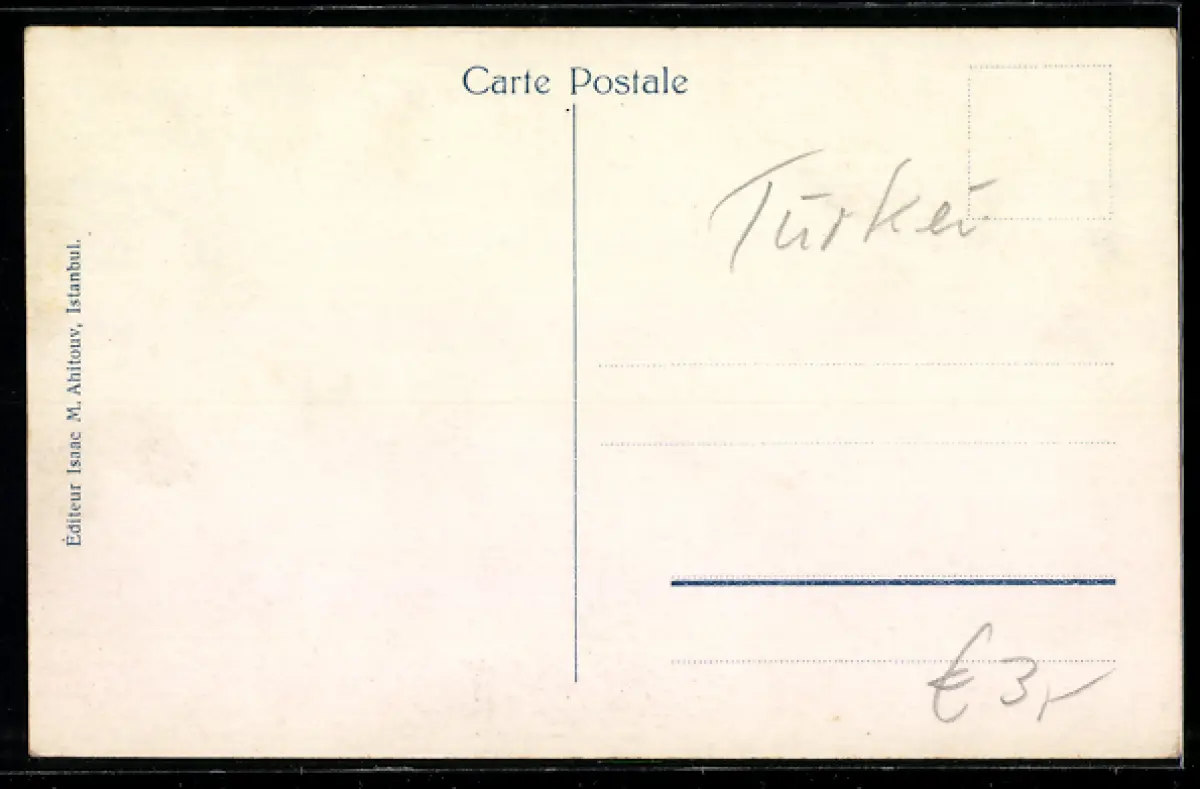 Carte Postale
Türkei
Éditeur Isaac M. Ahitouv, Istanbul.
€ 3,-